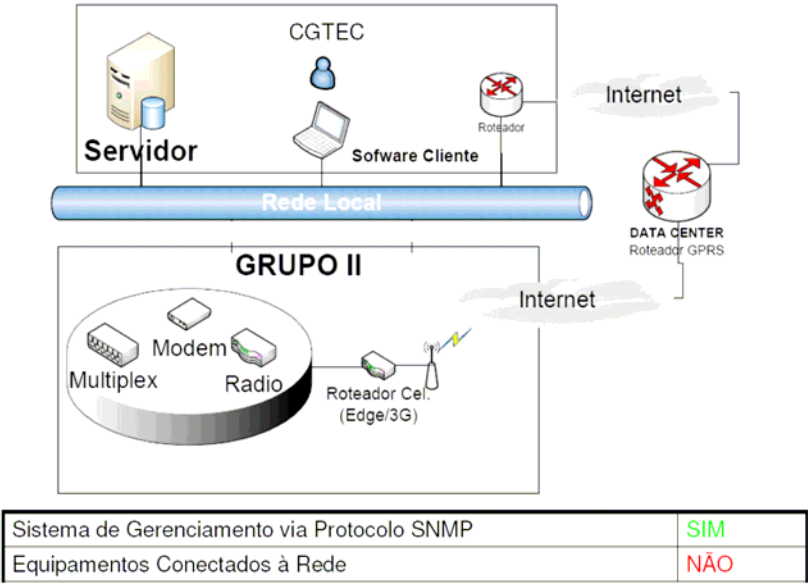 CGTEC
Servidor
Sofware Cliente
Roteador
Internet
Rede Local
DATA CENTER
Roteador GPRS
GRUPO II
Internet
Multiplex
Modem
Radio
Roteador Cel.
(Edge/3G)
Sistema de Gerenciamento via Protocolo SNMP SIM
Equipamentos Conectados à Rede NÃO